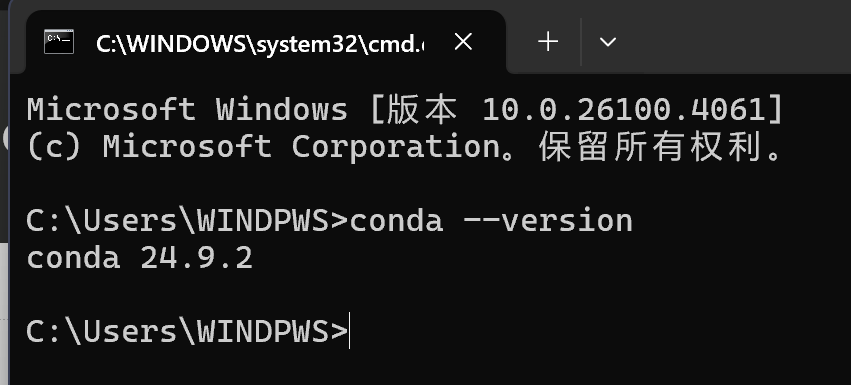 C:\WINDOWS\system32\cmd.
Microsoft Windows [版本 10.0.26100.4061]
(c) Microsoft Corporation。保留所有权利。
C:\Users\WINDPWS>conda --version
conda 24.9.2
C:\Users\WINDPWS>